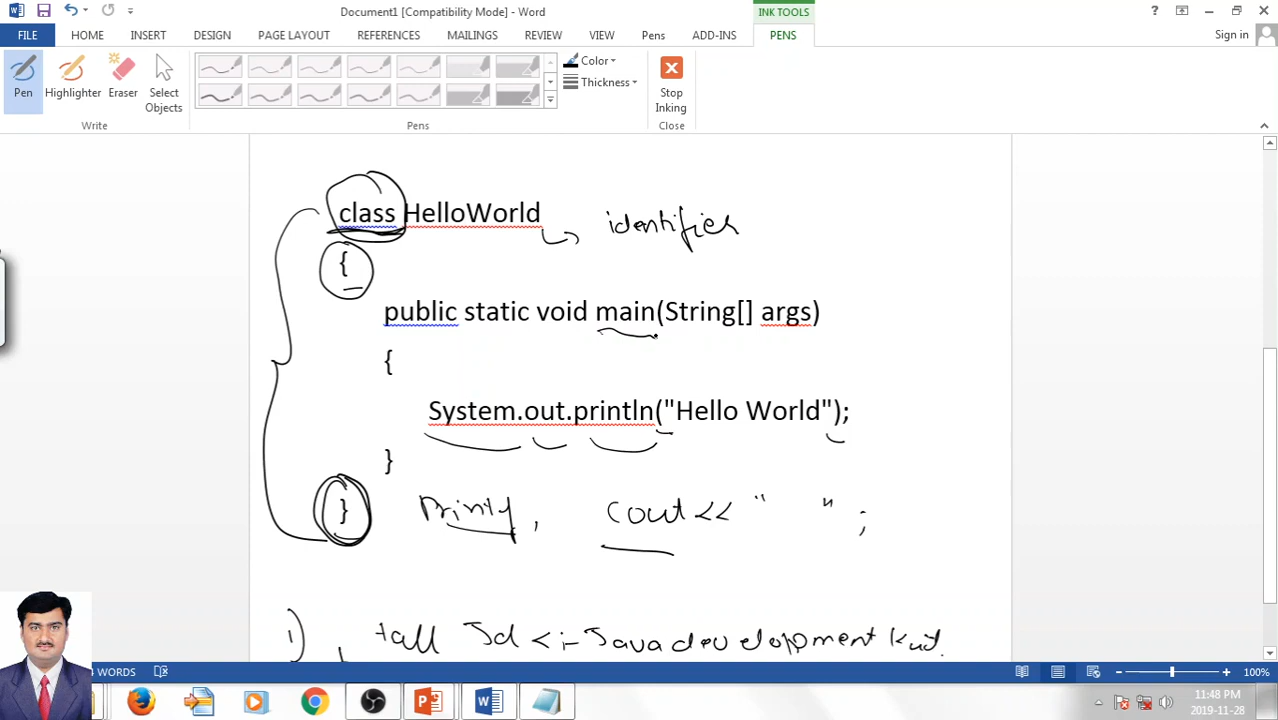 Document1 [Compatibility Mode] - Word
INK TOOLS
FILE HOME INSERT DESIGN PAGE LAYOUT REFERENCES MAILINGS REVIEW VIEW Pens ADD-INS PENS Sign in
Pen Highlighter Eraser Select Objects
Color
Thickness
Stop Inking
Write Pens Close
class HelloWorld identifier
{
public static void main(String[] args)
{
System.out.println("Hello World");
}
} Printf, cout<< " " ;
1) tall Jd <:- Java development
WORDS 100%
11:48 PM
2019-11-28